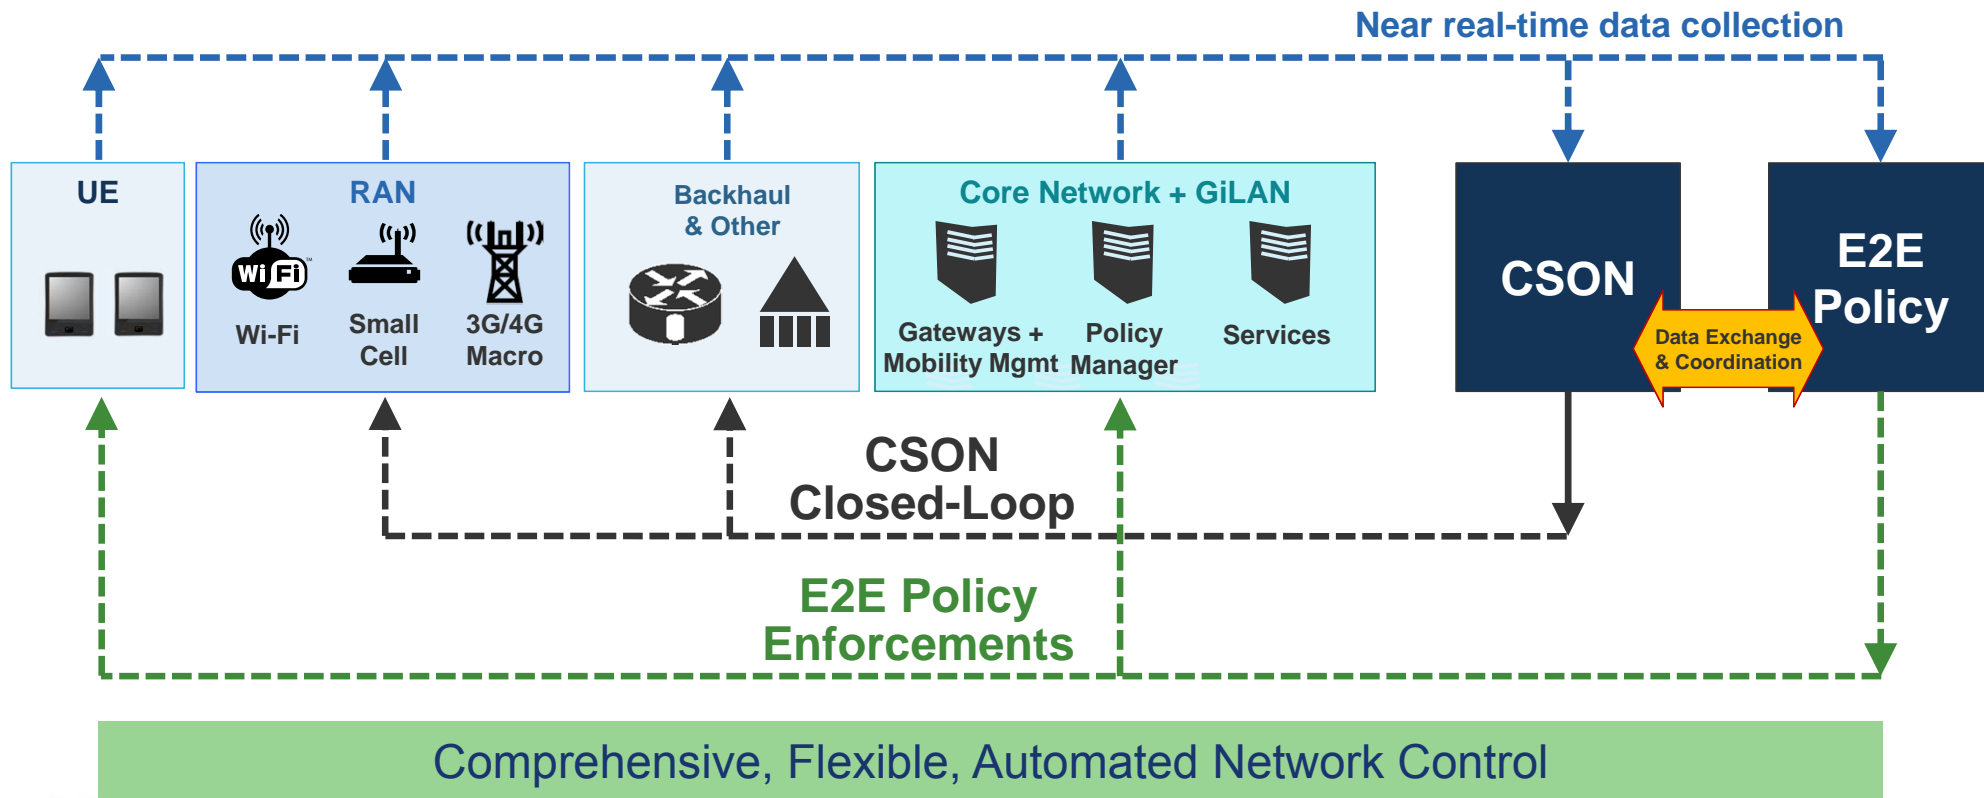 Near real-time data collection
UE
RAN
Wi Fi
Wi-Fi
Small
Cell
3G/4G
Macro
Backhaul
& Other
Core Network + GiLAN
Gateways +
Mobility Mgmt
Policy
Manager
Services
CSON
E2E
Policy
Data Exchange
& Coordination
CSON
Closed-Loop
E2E Policy
Enforcements
Comprehensive, Flexible, Automated Network Control